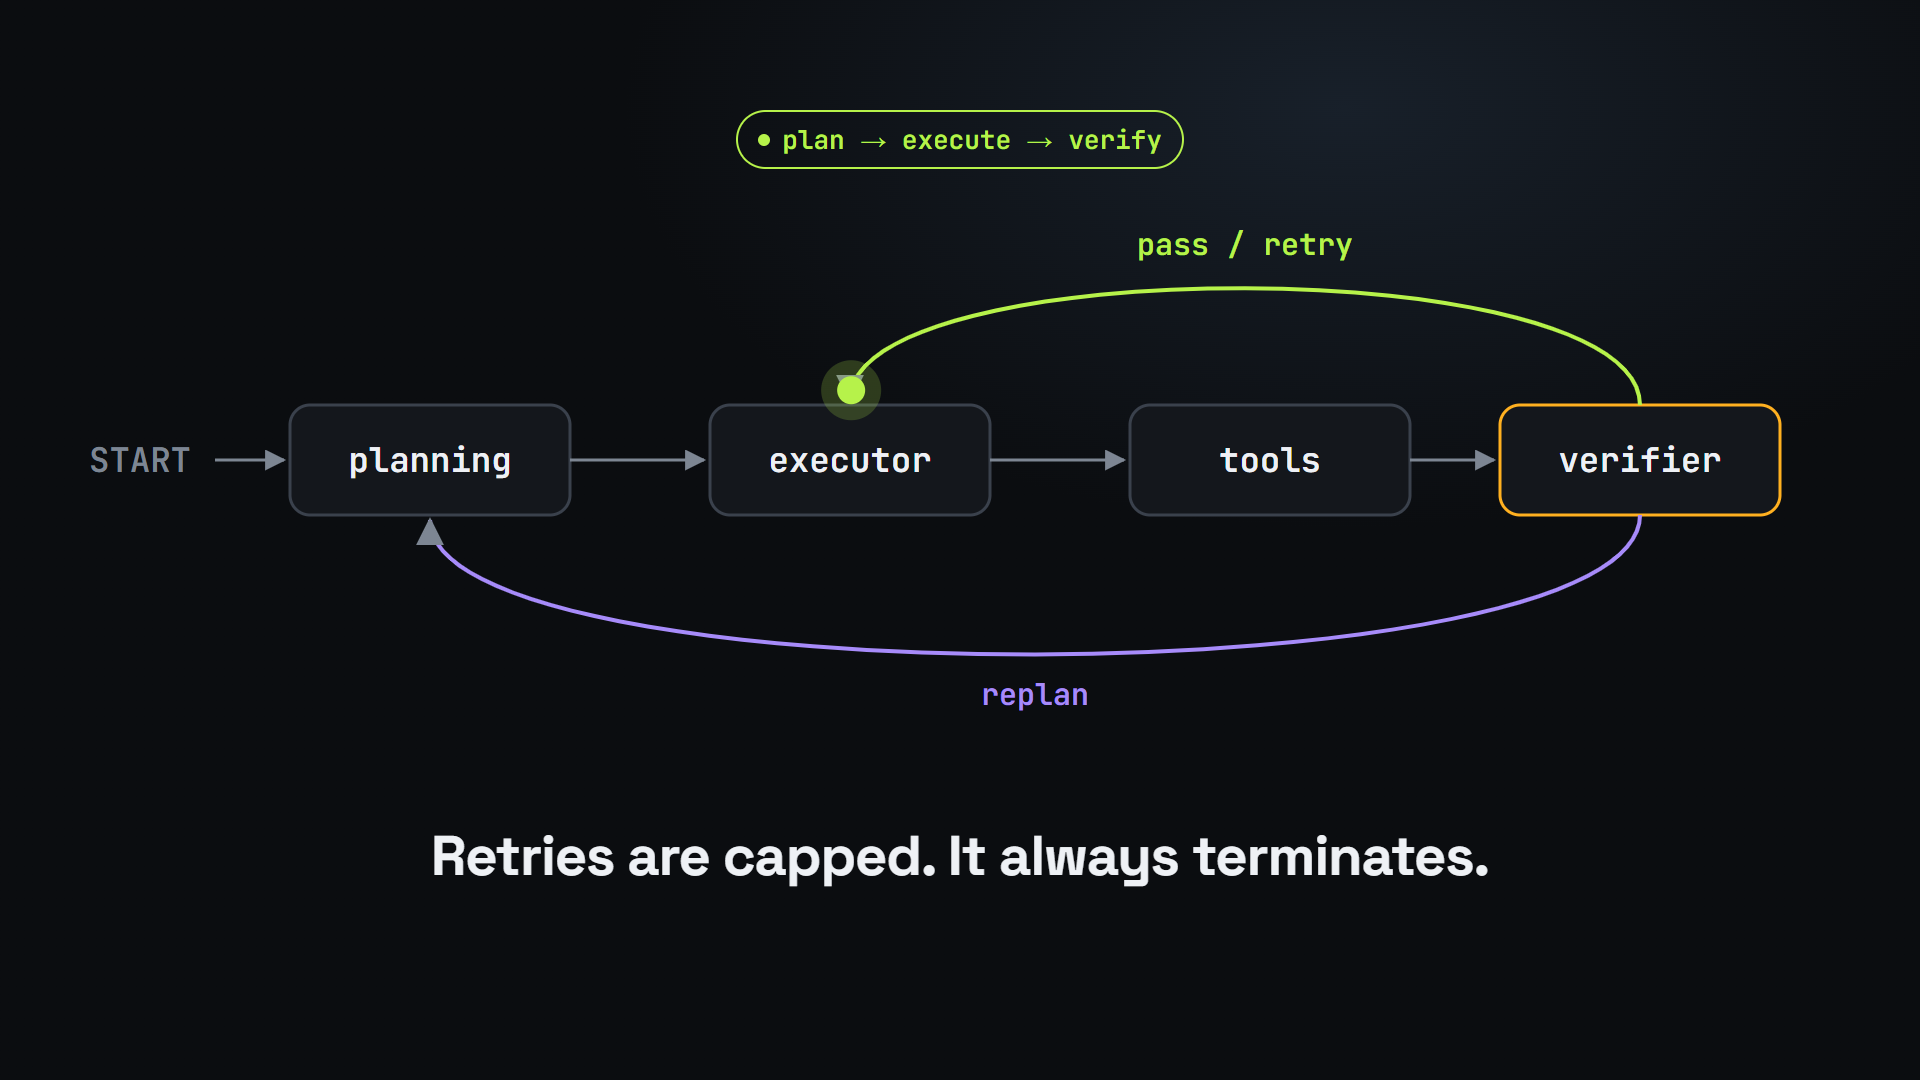 plan → execute → verify
pass / retry
START
planning
executor
tools
verifier
replan
Retries are capped. It always terminates.